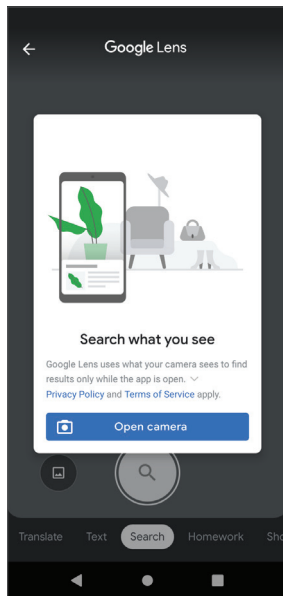 Google Lens
Search what you see
Google Lens uses what your camera sees to find
results only while the app is open.
Privacy Policy and Terms of Service apply.
Open camera
Translate Text Search Homework Sho